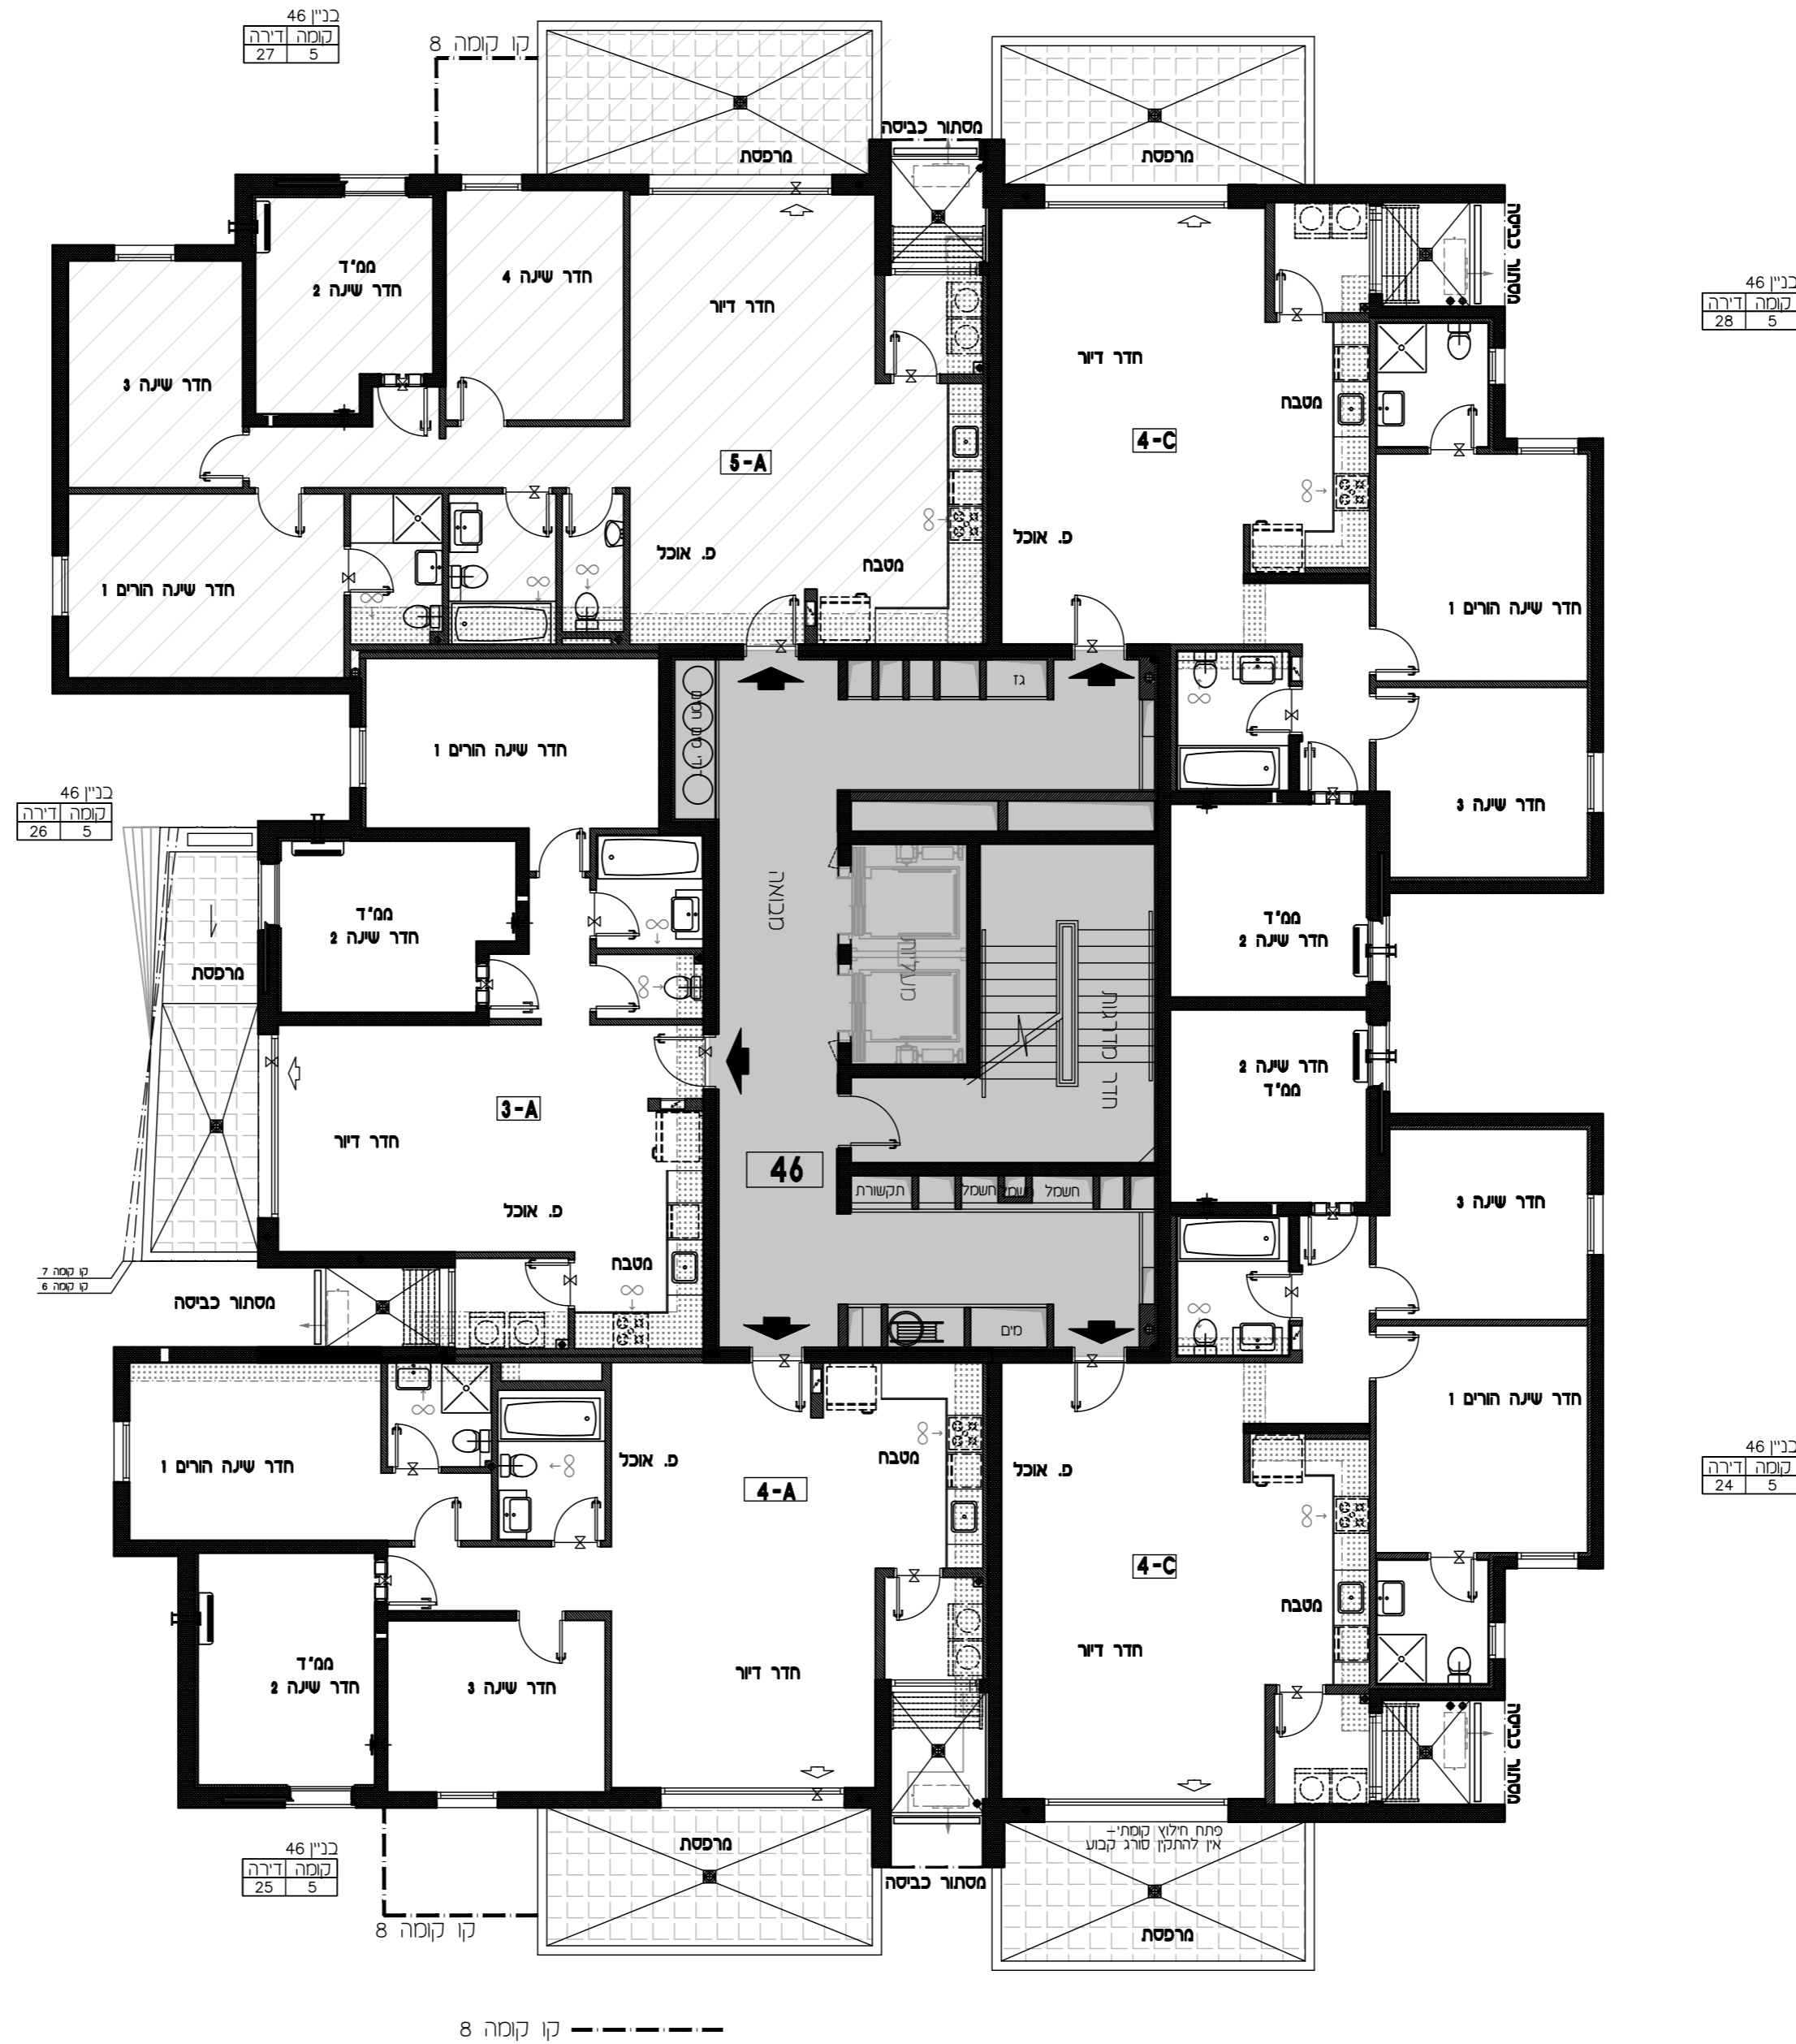 בניין 46
קומה דירה
5 27
קו קומה 8
מסתור כביסה
מרפסת
מרפסת
מסתור כביסה
ממ"ד
חדר שינה 2
חדר שינה 4
חדר דיור
חדר שינה 3
חדר דיור
מטבח
בניין 46
קומה דירה
5 28
5-A
4-C
פ. אוכל
פ. אוכל
מטבח
חדר שינה הורים 1
חדר שינה הורים 1
גז
חדר שינה הורים 1
חדר שינה 3
בניין 46
קומה דירה
5 26
ממ"ד
חדר שינה 2
מרפסת
מבואה
מעלית
חדר מדרגות
ממ"ד
חדר שינה 2
חדר שינה 2
ממ"ד
3-A
חדר דיור
פ. אוכל
מטבח
46
תקשורת
חשמל
חשמל
חשמל
חדר שינה 3
קו קומה 7
קו קומה 6
מסתור כביסה
מים
חדר שינה הורים 1
חדר שינה הורים 1
פ. אוכל
מטבח
פ. אוכל
4-A
בניין 46
קומה דירה
5 24
4-C
מטבח
חדר דיור
חדר דיור
ממ"ד
חדר שינה 2
חדר שינה 3
מסתור כביסה
מרפסת
פתח חילוץ קומתי-
אין להתקין סורג קבוע
מסתור כביסה
מרפסת
בניין 46
קומה דירה
5 25
קו קומה 8
קו קומה 8